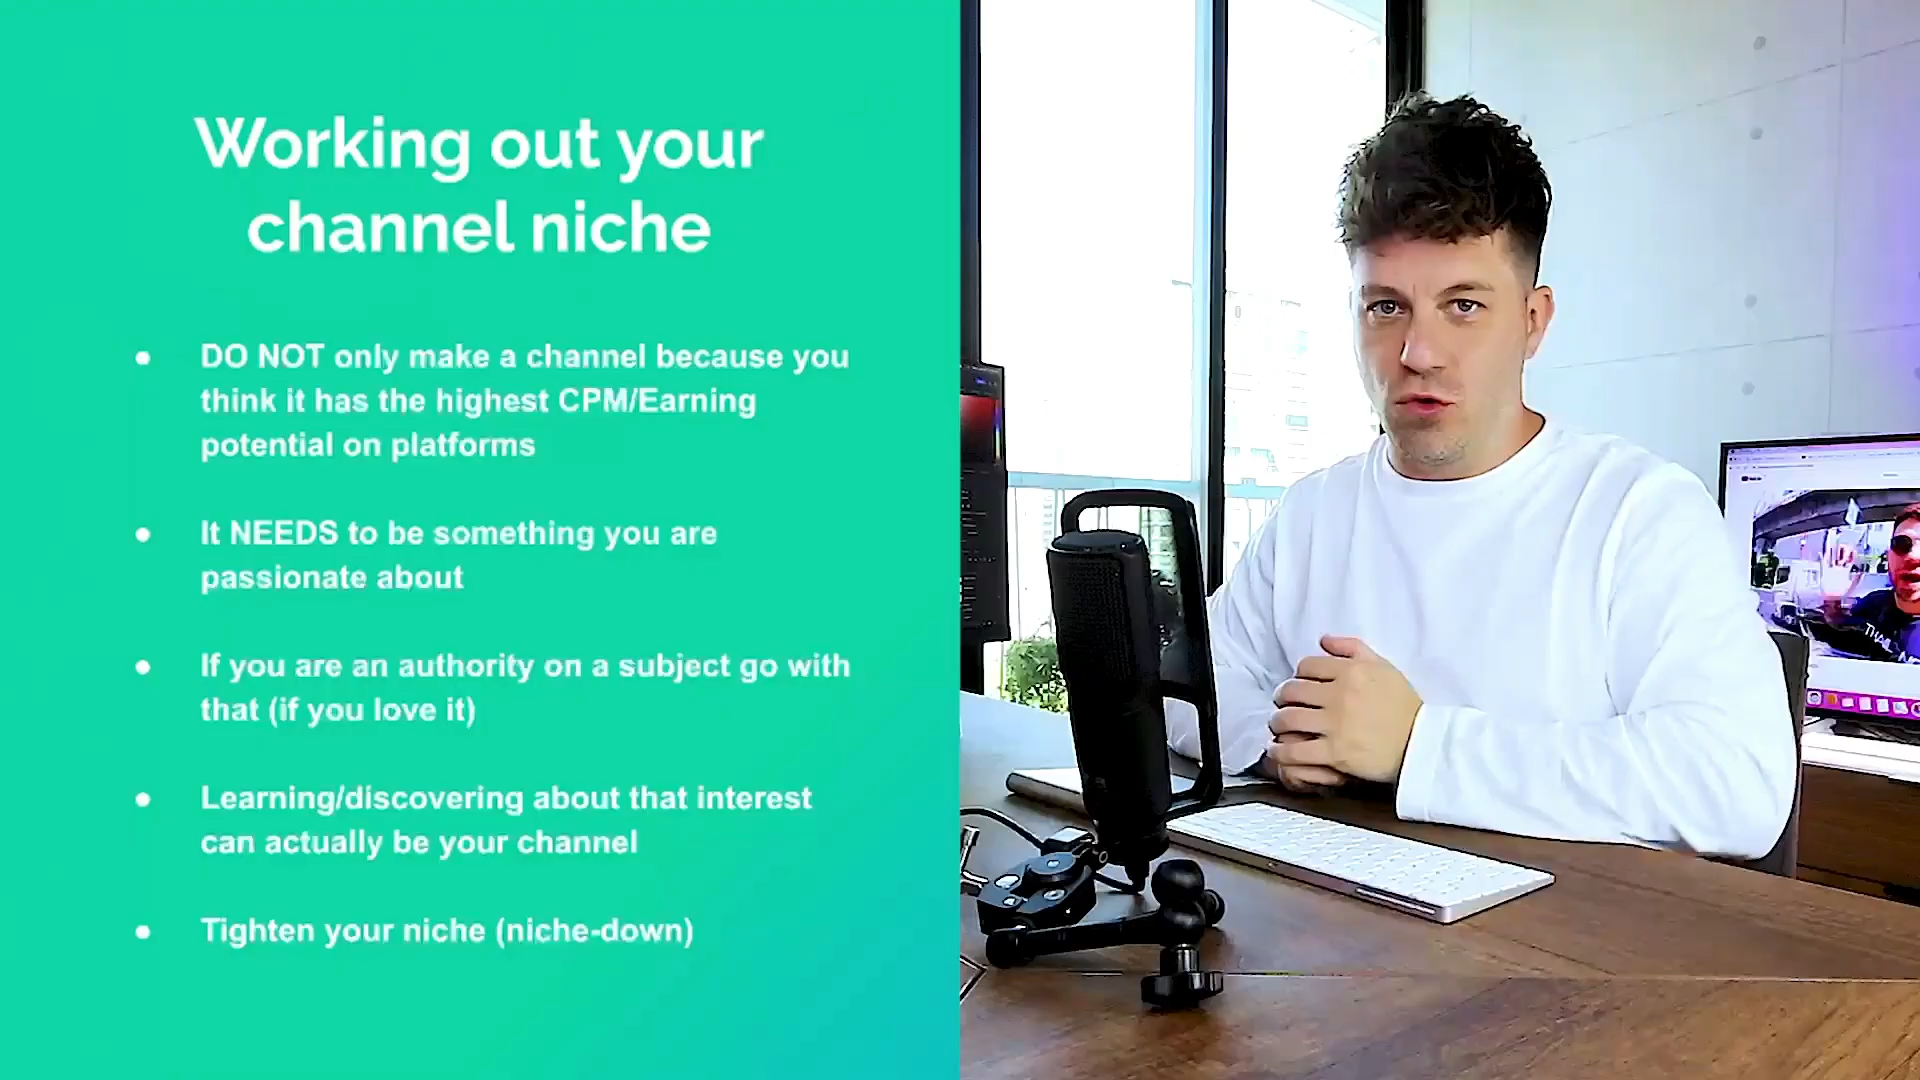 Working out your
channel niche
● DO NOT only make a channel because you
think it has the highest CPM/Earning
potential on platforms
● It NEEDS to be something you are
passionate about
● If you are an authority on a subject go with
that (if you love it)
● Learning/discovering about that interest
can actually be your channel
● Tighten your niche (niche-down)